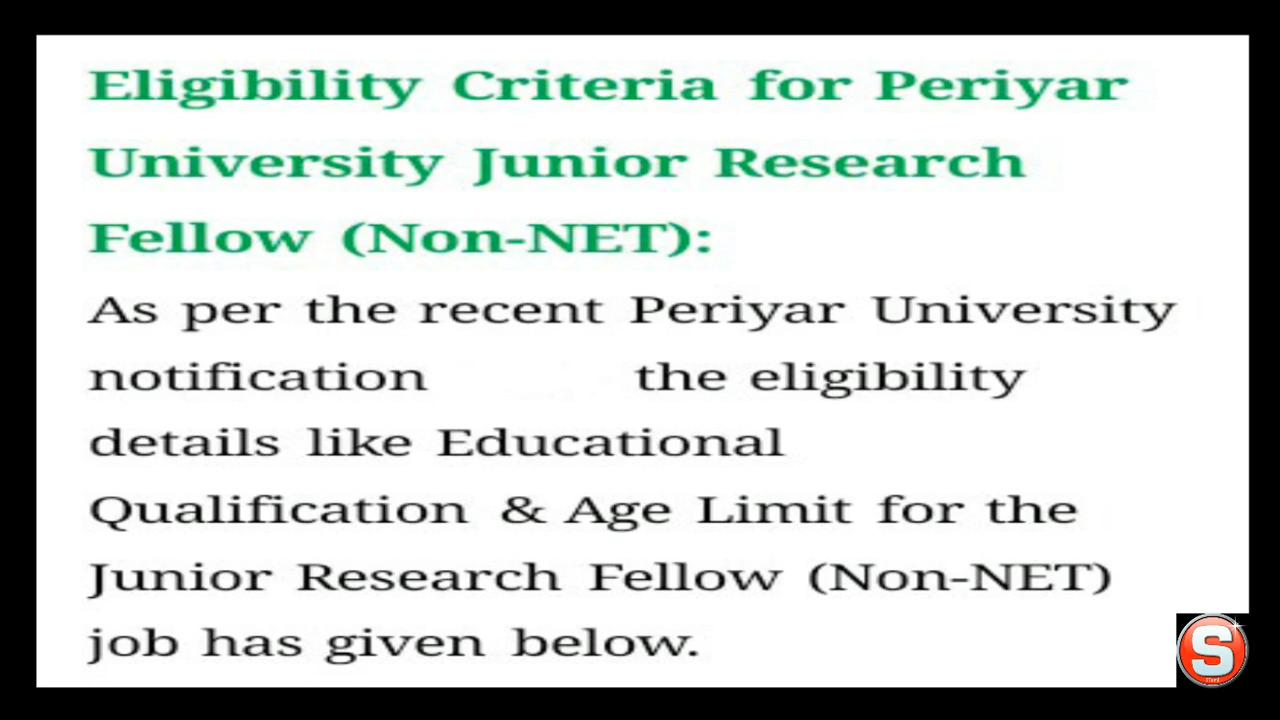 Eligibility Criteria for Periyar
University Junior Research
Fellow (Non-NET):
As per the recent Periyar University
notification the eligibility
details like Educational
Qualification & Age Limit for the
Junior Research Fellow (Non-NET)
job has given below.
S